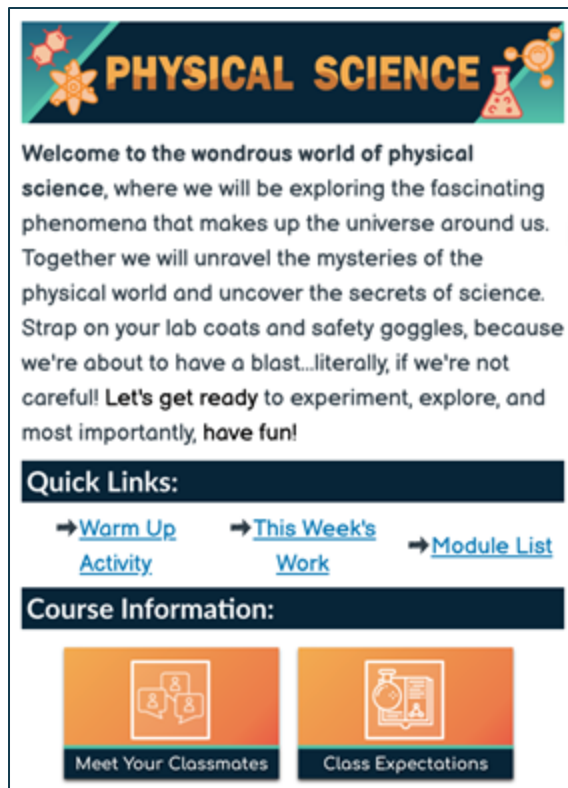 PHYSICAL SCIENCE
Welcome to the wondrous world of physical
science, where we will be exploring the fascinating
phenomena that makes up the universe around us.
Together we will unravel the mysteries of the
physical world and uncover the secrets of science.
Strap on your lab coats and safety goggles, because
we're about to have a blast...literally, if we're not
careful! Let's get ready to experiment, explore, and
most importantly, have fun!
Quick Links:
➡Warm Up
Activity
➡This Week's
Work
➡Module List
Course Information:
Meet Your Classmates
Class Expectations